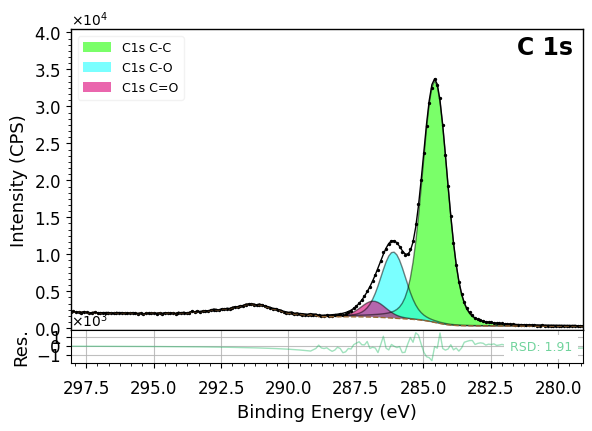 ×10⁴
C 1s
C1s C-C
C1s C-O
C1s C=O
4.0
3.5
3.0
2.5
2.0
1.5
1.0
0.5
0.0
Intensity (CPS)
×10³
1
0
−1
Res.
RSD: 1.91
297.5 295.0 292.5 290.0 287.5 285.0 282.5 280.0
Binding Energy (eV)